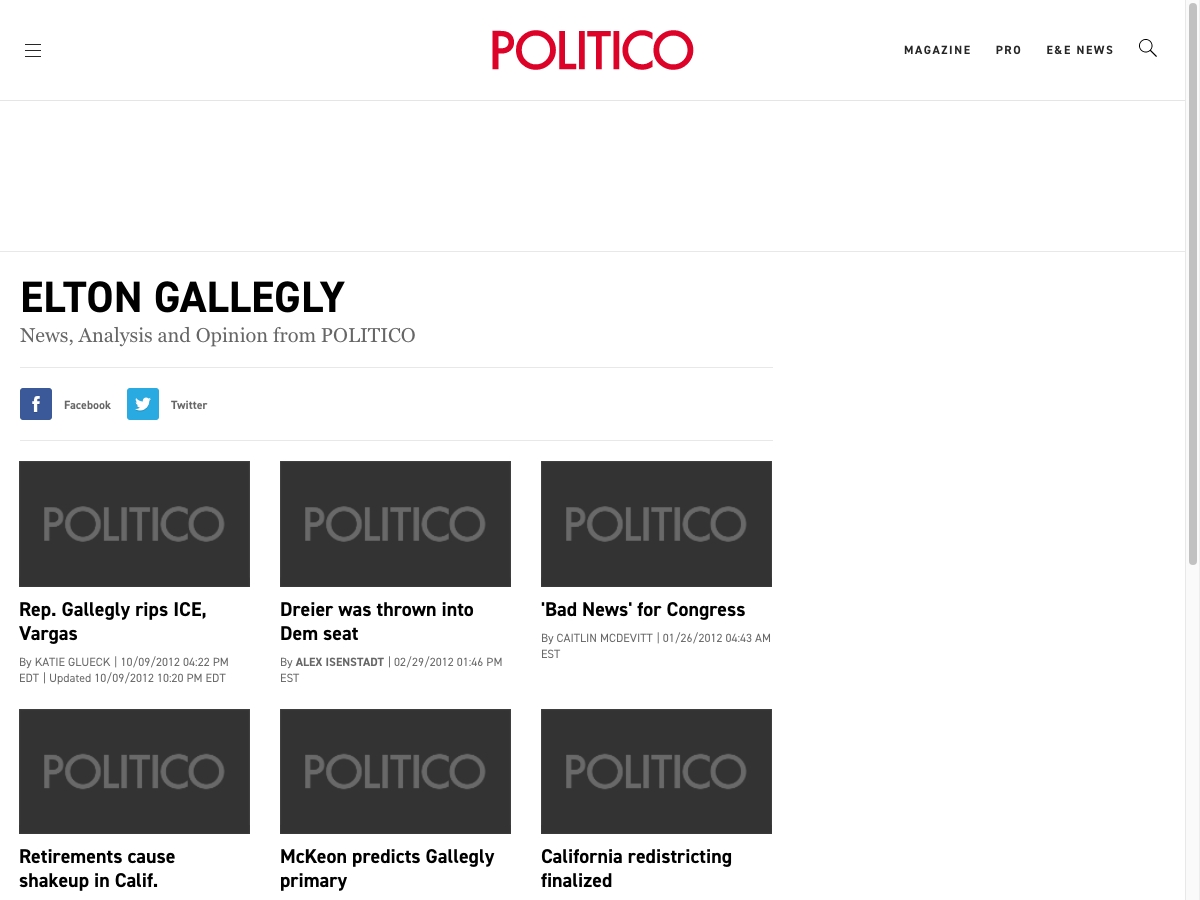 POLITICO
MAGAZINE PRO E&E NEWS
ELTON GALLEGLY
News, Analysis and Opinion from POLITICO
Facebook Twitter
POLITICO
Rep. Gallegly rips ICE,
Vargas
By KATIE GLUECK | 10/09/2012 04:22 PM
EDT | Updated 10/09/2012 10:20 PM EDT
POLITICO
Dreier was thrown into
Dem seat
By ALEX ISENSTADT | 02/29/2012 01:46 PM
EST
POLITICO
'Bad News' for Congress
By CAITLIN MCDEVITT | 01/26/2012 04:43 AM
EST
POLITICO
Retirements cause
shakeup in Calif.
POLITICO
McKeon predicts Gallegly
primary
POLITICO
California redistricting
finalized